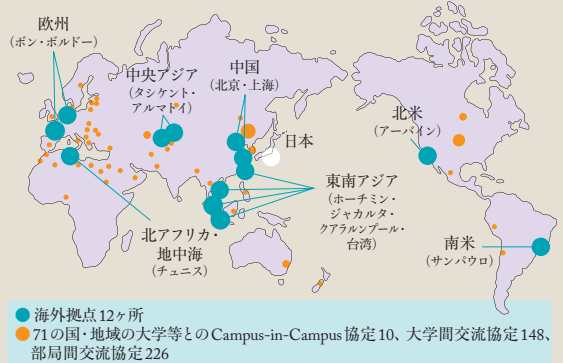 欧州
（ボン・ボルドー）
中央アジア
（タシケント・
アルマトイ）
中国
（北京・上海）
日本
北米
（アーバイン）
東南アジア
（ホーチミン・
ジャカルタ・
クアラルンプール・
台湾）
北アフリカ・
地中海
（チュニス）
南米
（サンパウロ）
海外拠点12ヶ所
71の国・地域の大学等とのCampus-in-Campus協定10、大学間交流協定148、
部局間交流協定226